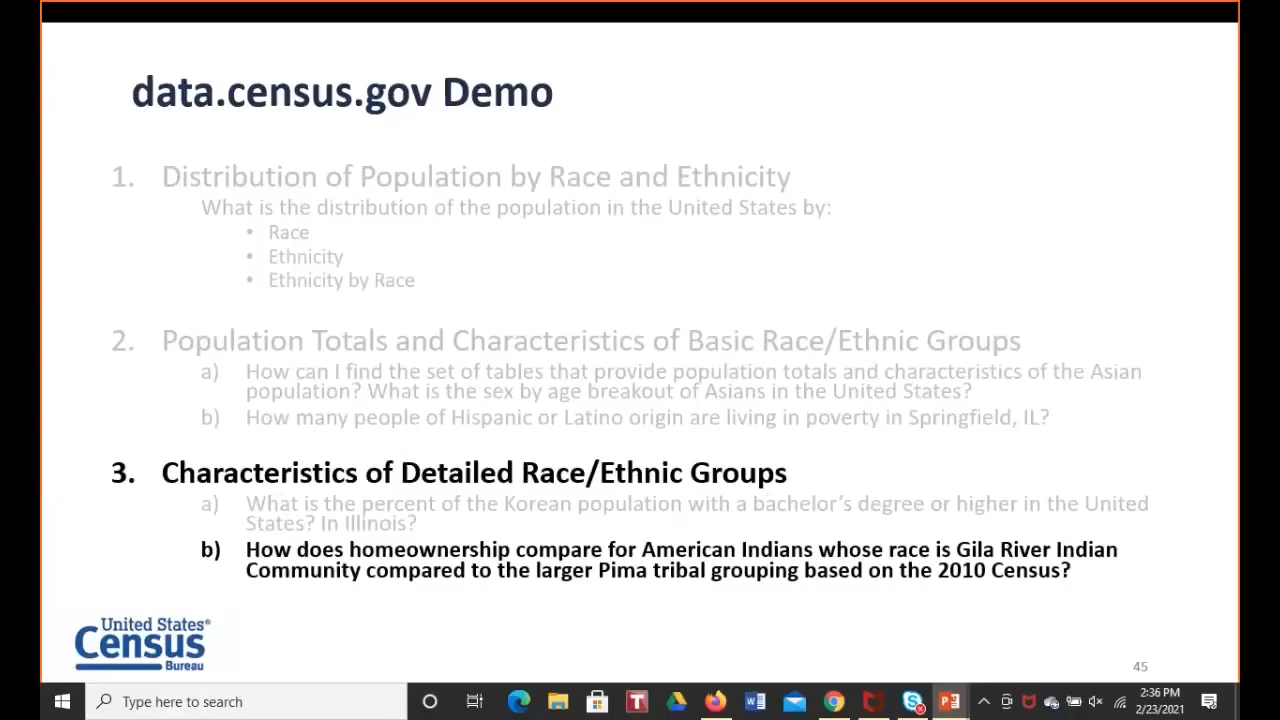 data.census.gov Demo
1. Distribution of Population by Race and Ethnicity
What is the distribution of the population in the United States by:
• Race
• Ethnicity
• Ethnicity by Race
2. Population Totals and Characteristics of Basic Race/Ethnic Groups
a) How can I find the set of tables that provide population totals and characteristics of the Asian
population? What is the sex by age breakout of Asians in the United States?
b) How many people of Hispanic or Latino origin are living in poverty in Springfield, IL?
3. Characteristics of Detailed Race/Ethnic Groups
a) What is the percent of the Korean population with a bachelor's degree or higher in the United
States? In Illinois?
b) How does homeownership compare for American Indians whose race is Gila River Indian
Community compared to the larger Pima tribal grouping based on the 2010 Census?
United States®
Census
Bureau
45
Type here to search
2:36 PM
2/23/2021